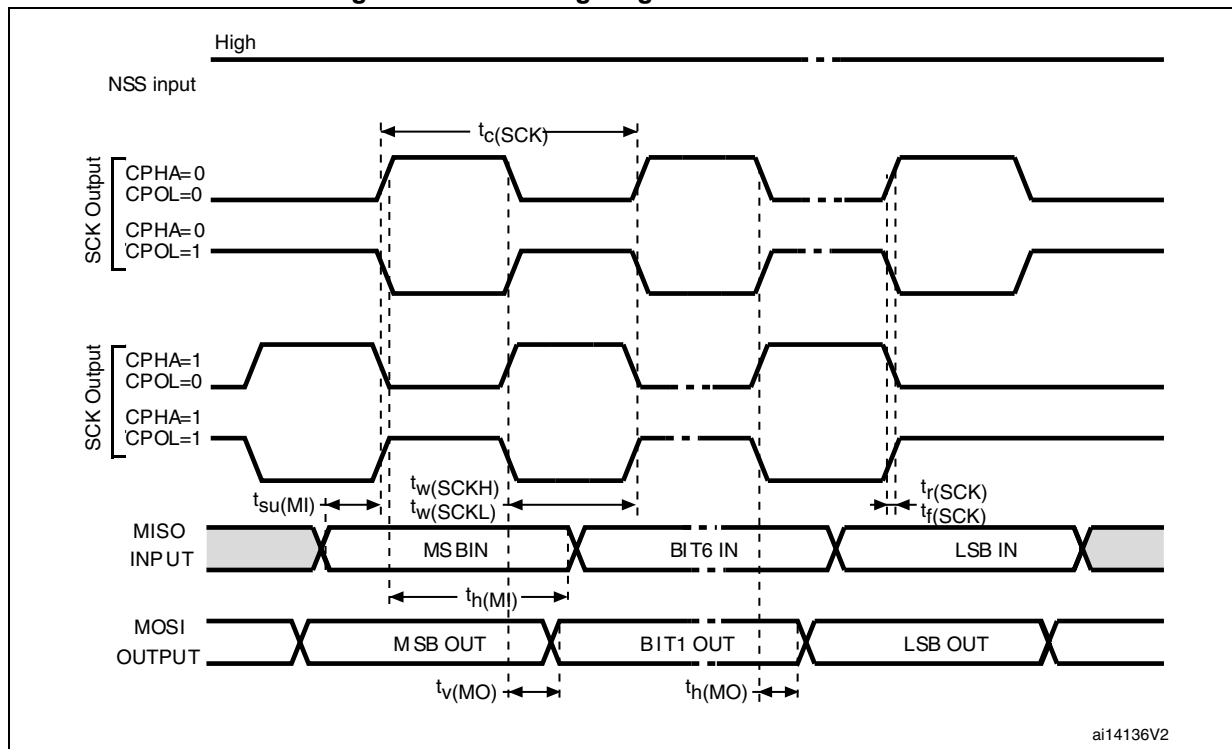 High
NSS input
tc(SCK)
SCK Output
CPHA=0
CPOL=0
CPHA=0
CPOL=1
SCK Output
CPHA=1
CPOL=0
CPHA=1
CPOL=1
tsu(MI)
tw(SCKH)
tw(SCKL)
tr(SCK)
tf(SCK)
MISO
INPUT
MSBIN
BIT6 IN
LSB IN
th(MI)
MOSI
OUTPUT
MSB OUT
BIT1 OUT
LSB OUT
tv(MO)
th(MO)
ai14136V2